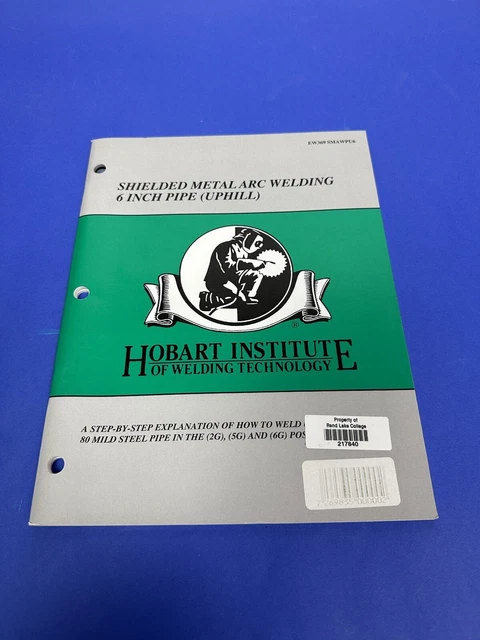 EW369 SMAWPC6
SHIELDED METAL ARC WELDING
6 INCH PIPE (UPHILL)
®
HOBART INSTITUTE
OF WELDING TECHNOLOGY
A STEP-BY-STEP EXPLANATION OF HOW TO WELD
80 MILD STEEL PIPE IN THE (2G), (5G) AND (6G)
Property of
Rend Lake College
217840